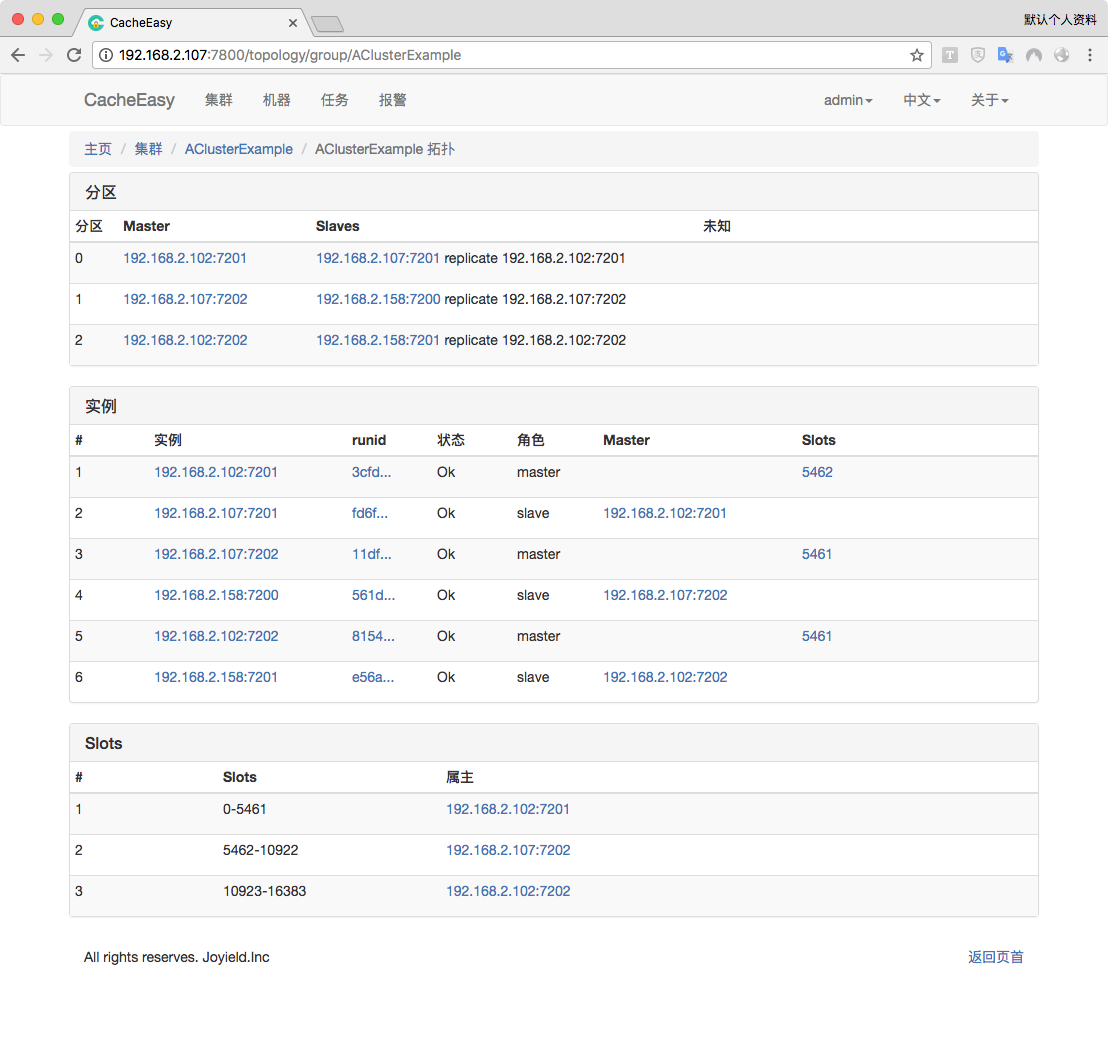 CacheEasy
默认个人资料
192.168.2.107:7800/topology/group/AClusterExample
CacheEasy 集群 机器 任务 报警 admin 中文 关于
主页 / 集群 / AClusterExample / AClusterExample 拓扑
分区
分区 Master Slaves 未知
0 192.168.2.102:7201 192.168.2.107:7201 replicate 192.168.2.102:7201
1 192.168.2.107:7202 192.168.2.158:7200 replicate 192.168.2.107:7202
2 192.168.2.102:7202 192.168.2.158:7201 replicate 192.168.2.102:7202
实例
# 实例 runid 状态 角色 Master Slots
1 192.168.2.102:7201 3cfd... Ok master 5462
2 192.168.2.107:7201 fd6f... Ok slave 192.168.2.102:7201
3 192.168.2.107:7202 11df... Ok master 5461
4 192.168.2.158:7200 561d... Ok slave 192.168.2.107:7202
5 192.168.2.102:7202 8154... Ok master 5461
6 192.168.2.158:7201 e56a... Ok slave 192.168.2.102:7202
Slots
# Slots 属主
1 0-5461 192.168.2.102:7201
2 5462-10922 192.168.2.107:7202
3 10923-16383 192.168.2.102:7202
All rights reserves. Joyield.Inc 返回页首